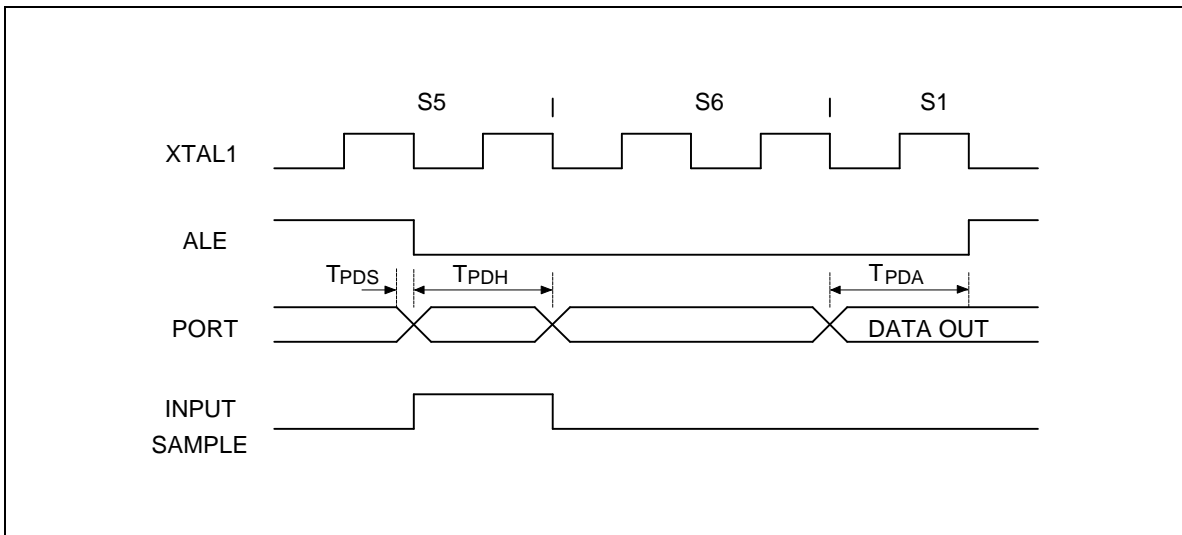 S5 | S6 | S1
XTAL1
ALE
TPDS TPDH TPDA
PORT DATA OUT
INPUT
SAMPLE